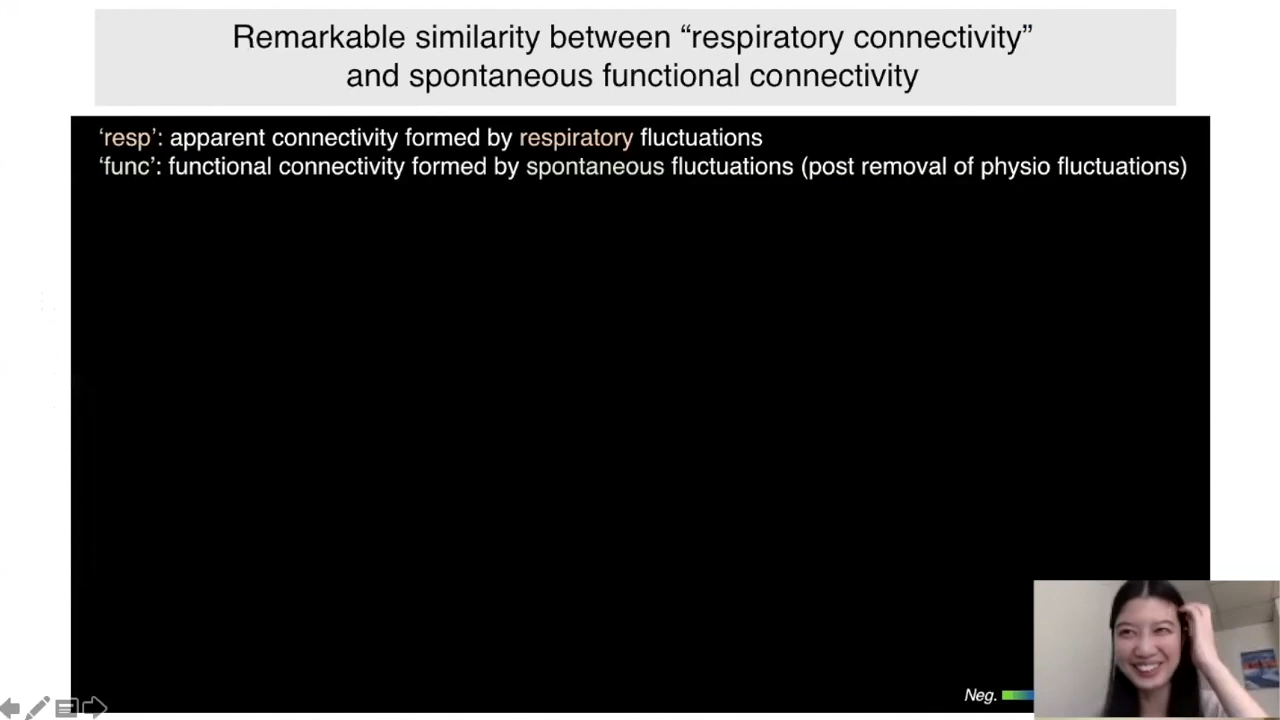 Remarkable similarity between “respiratory connectivity”
and spontaneous functional connectivity
‘resp’: apparent connectivity formed by respiratory fluctuations
‘func’: functional connectivity formed by spontaneous fluctuations (post removal of physio fluctuations)
Neg.